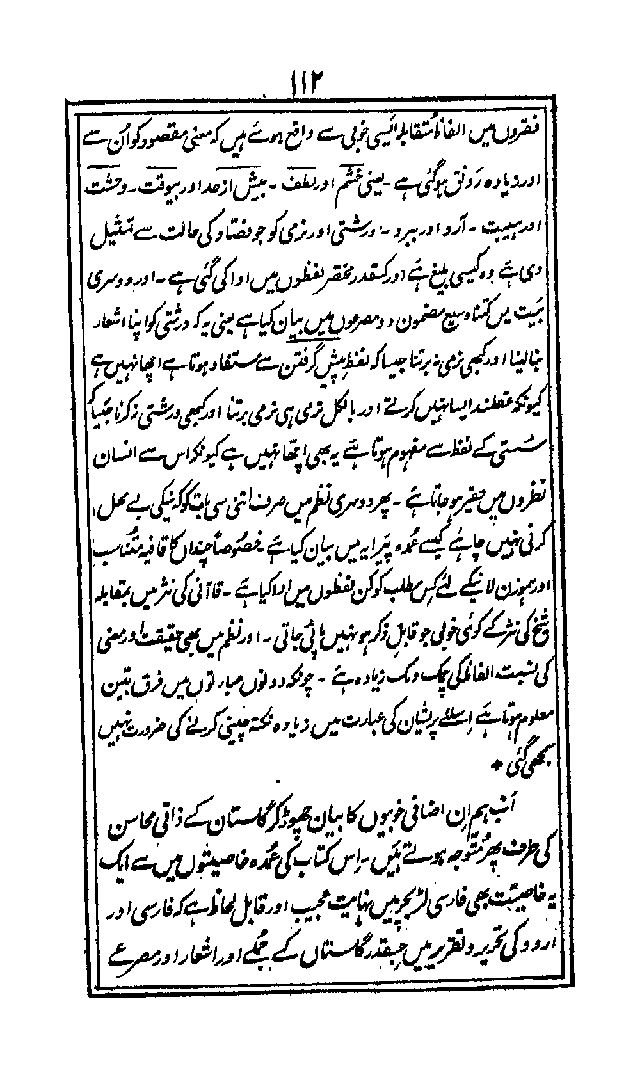 ۱۱۲
فقروں میں الفاظ متقابلہ ایسی خوبی سے واقع ہوئے ہیں کہ معنی مقصود کو اُن سے
اور زیادہ رونق ہوگئی ہے - یعنی خشم اور لطف - بیش از حد اور بیوقت - وحشت
اور ہیبت - آرد اور ببرد - درشتی اور نرمی کو جو فصاد کی حالت سے تمثیل
دی ہے وہ کیسی بلیغ ہے اور کسقدر مختصر لفظوں میں ادا کی گئی ہے - اور دوسری
بیت میں کتنا وسیع مضمون دو مصرعوں میں بیان کیا ہے یعنی یہ کہ درشتی کو اپنا اشعار
بنا لینا اور کبھی نرمی نہ برتنا جیسا کہ لفظ پیش گرفتن سے مستفاد ہوتا ہے اچھا نہیں ہے
کیونکہ عقلمند ایسا نہیں کرتے اور بالکل نرمی ہی نرمی برتنا اور کبھی درشتی نہ کرنا جیسا
سستی کے لفظ سے مفہوم ہوتا ہے یہ بھی اچھا نہیں ہے کیونکہ اس سے انسان
نظروں میں حقیر ہو جاتا ہے - پھر دوسری نظم میں صرف اتنی سی بات کو کہ نیکی بے محل
کرنی نہیں چاہئے کیسے عمدہ پیرایہ میں بیان کیا ہے خصوصاً چنداں کا قافیہ متناسب
اور ہموزن لانیکے لئے کس مطلب کو کن لفظوں میں ادا کیا ہے - قاآنی کی نثر میں بمقابلہ
شیخ کی نثر کے کوئی خوبی جو قابل ذکر ہو نہیں پائی جاتی - اور نظم میں بھی حقیقت اور معنی
کی نسبت الفاظ کی چمک دمک زیادہ ہے - چونکہ دونوں عبارتوں میں فرق بیّن
معلوم ہوتا ہے اسلئے پریشان کی عبارت میں زیادہ نکتہ چینی کرنے کی ضرورت نہیں
سمجھی گئی *
اَب ہم اِن اضافی خوبیوں کا بیان چھوڑ کر گلستان کے ذاتی محاسن
کی طرف پھر متوجہ ہوتے ہیں - اِس کتاب کی عمدہ خاصیتوں میں سے ایک
یہ خاصیت بھی فارسی لٹریچر میں نہایت عجیب اور قابل لحاظ ہے کہ فارسی اور
اردو کی تحریر و تقریر میں جسقدر گلستاں کے جملے اور اشعار اور مصرعے